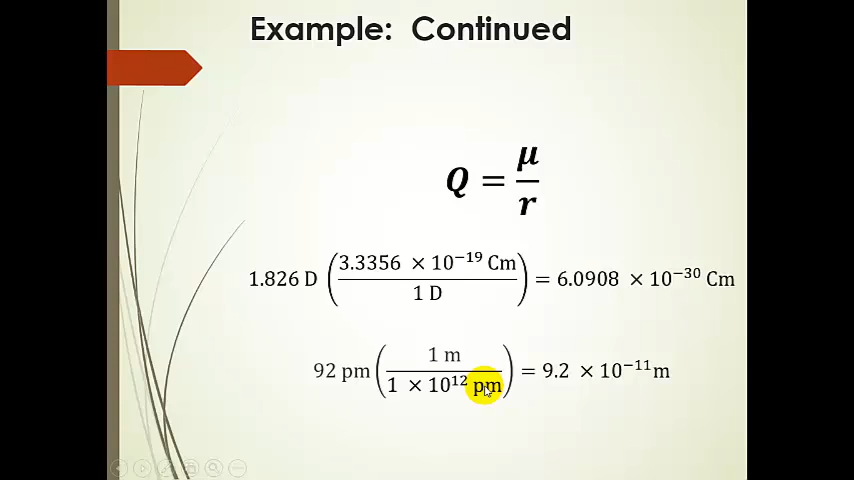 Example: Continued
Q = μ/r
1.826 D (3.3356 × 10⁻¹⁹ Cm / 1 D) = 6.0908 × 10⁻³⁰ Cm
92 pm (1 m / 1 × 10¹² pm) = 9.2 × 10⁻¹¹m